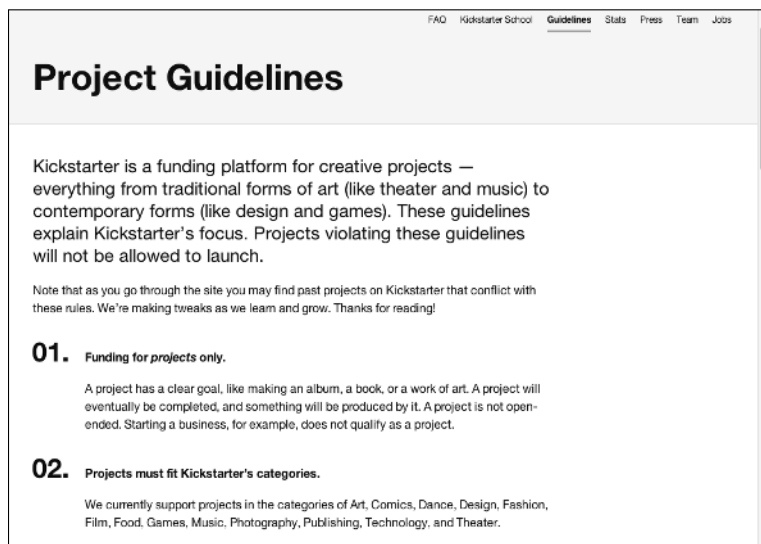 FAQ Kickstarter School Guidelines Stats Press Team Jobs
Project Guidelines
Kickstarter is a funding platform for creative projects —
everything from traditional forms of art (like theater and music) to
contemporary forms (like design and games). These guidelines
explain Kickstarter's focus. Projects violating these guidelines
will not be allowed to launch.
Note that as you go through the site you may find past projects on Kickstarter that conflict with
these rules. We're making tweaks as we learn and grow. Thanks for reading!
01. Funding for projects only.
A project has a clear goal, like making an album, a book, or a work of art. A project will
eventually be completed, and something will be produced by it. A project is not open-
ended. Starting a business, for example, does not qualify as a project.
02. Projects must fit Kickstarter's categories.
We currently support projects in the categories of Art, Comics, Dance, Design, Fashion,
Film, Food, Games, Music, Photography, Publishing, Technology, and Theater.